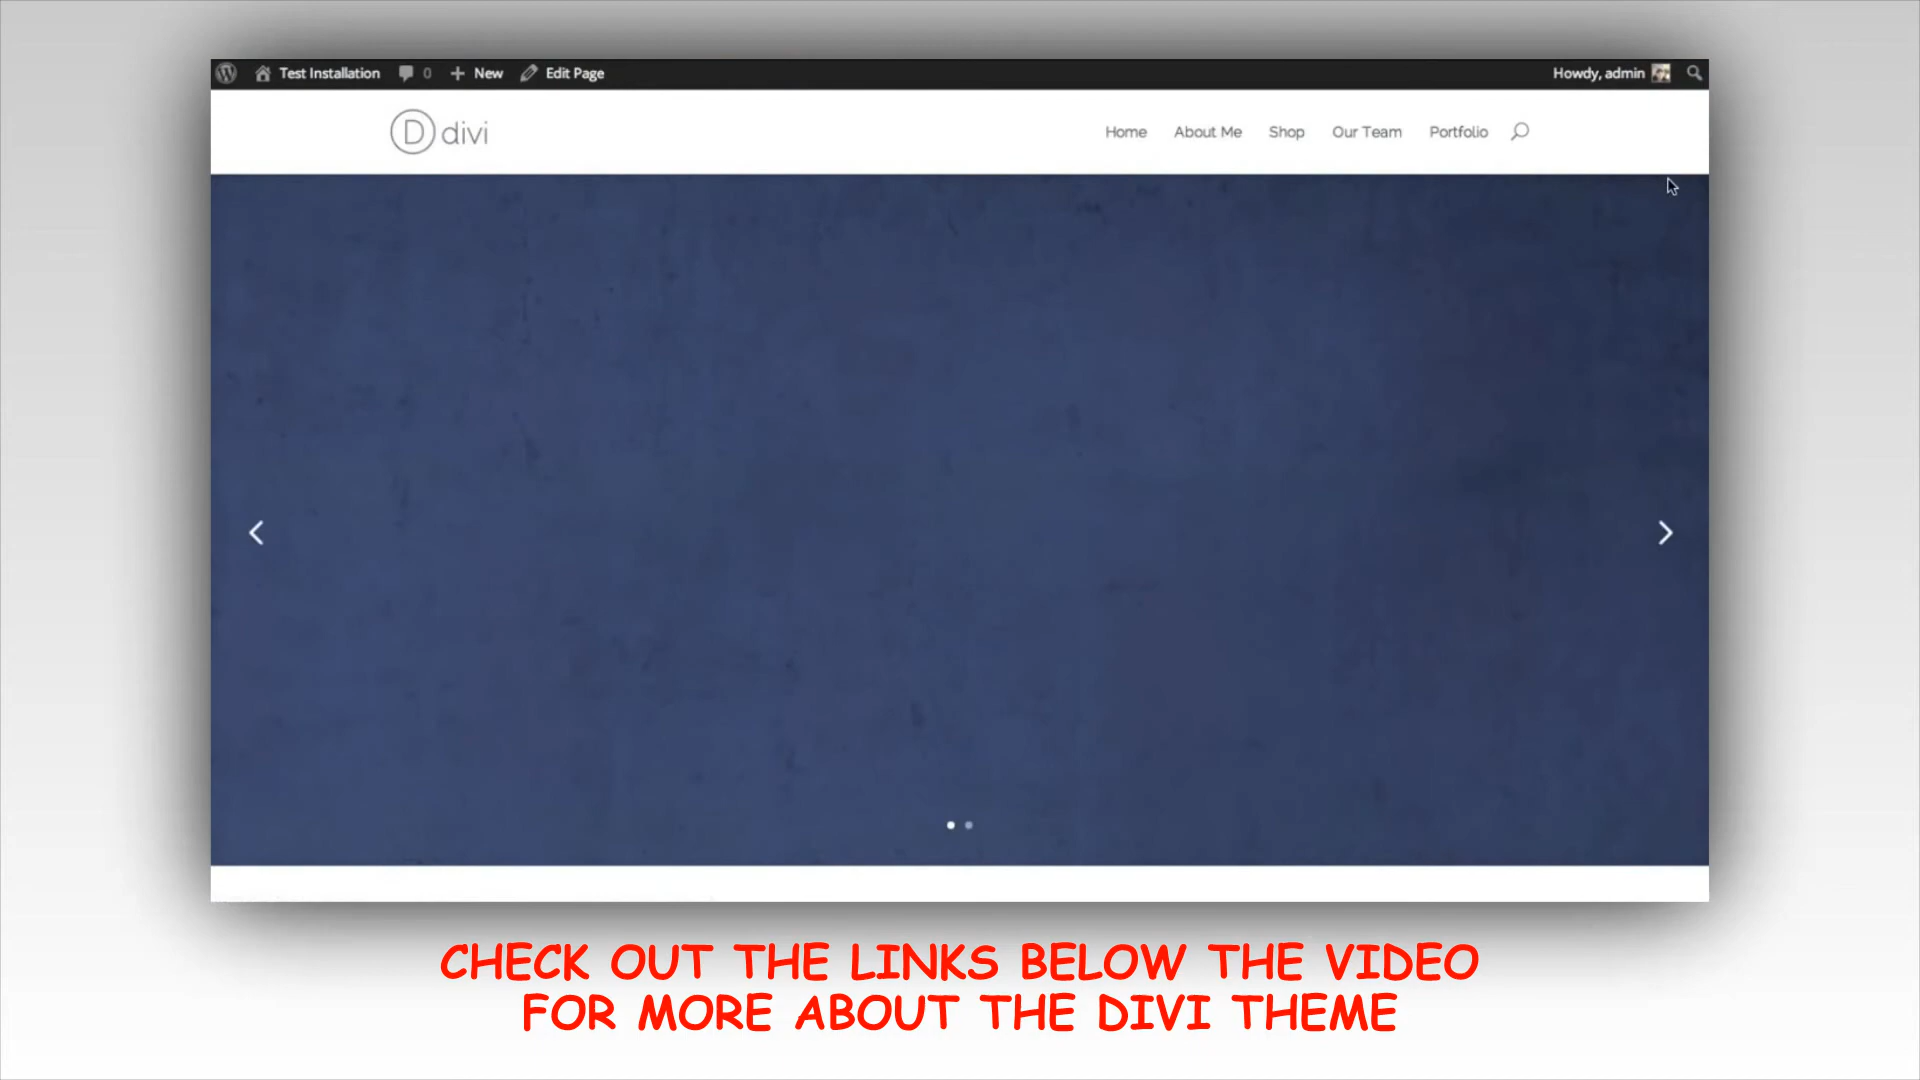 Test Installation 0 New Edit Page Howdy, admin
D divi Home About Me Shop Our Team Portfolio
CHECK OUT THE LINKS BELOW THE VIDEO
FOR MORE ABOUT THE DIVI THEME